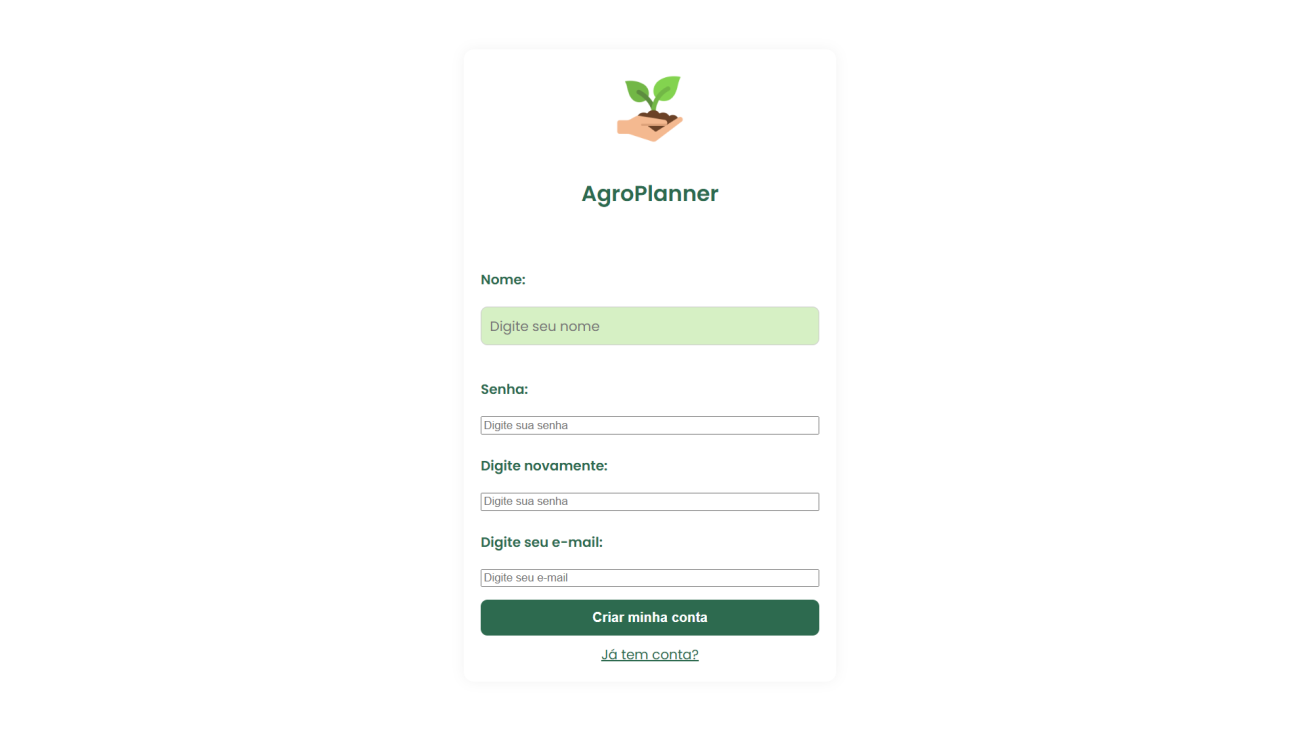 AgroPlanner
Nome:
Digite seu nome
Senha:
Digite sua senha
Digite novamente:
Digite sua senha
Digite seu e-mail:
Digite seu e-mail
Criar minha conta
Já tem conta?